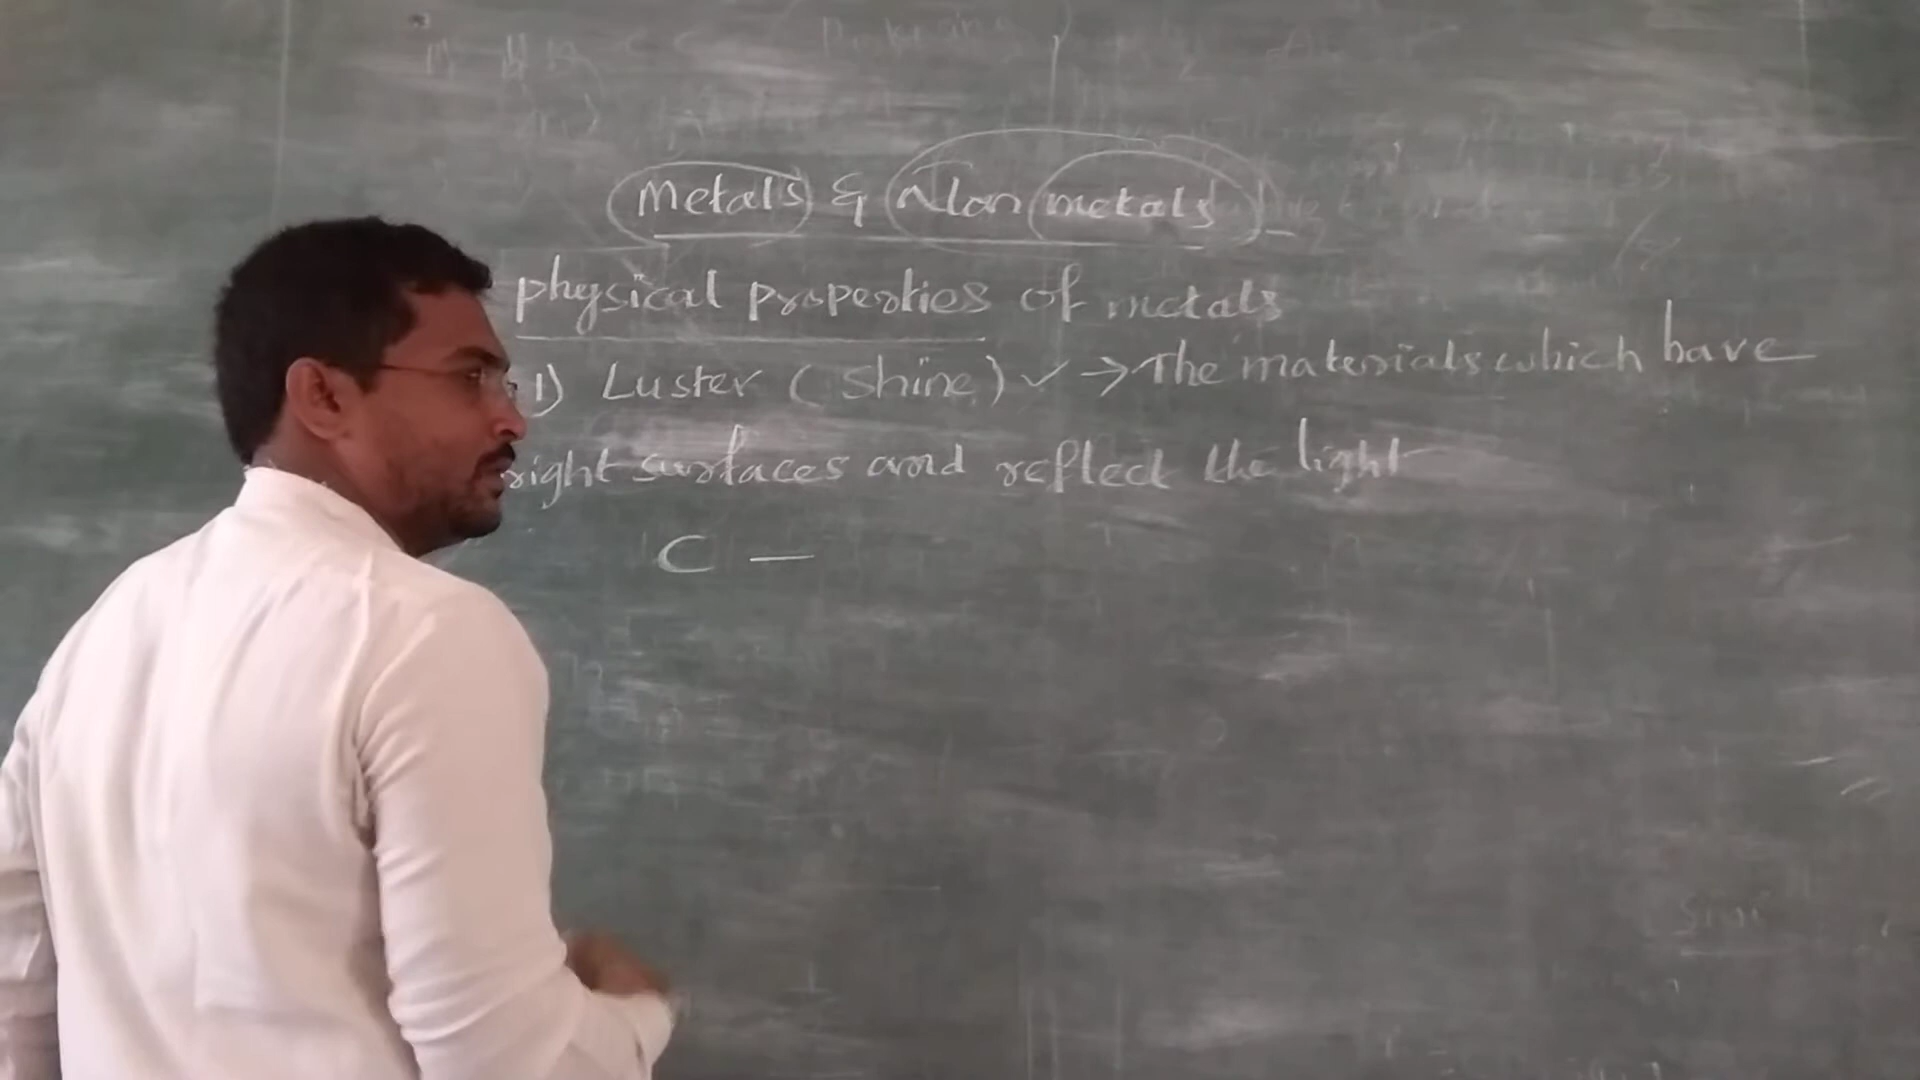 Metals & Non metals :-
physical properties of metals
1) Luster (Shine) ✓ → The materials which have
right surfaces and reflect the light
C —